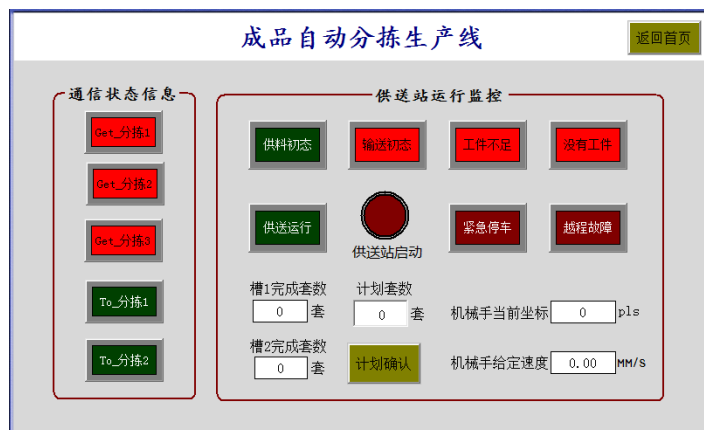 成品自动分拣生产线
返回首页
通信状态信息
Get_分拣1
Get_分拣2
Get_分拣3
To_分拣1
To_分拣2
供送站运行监控
供料初态
输送初态
工件不足
没有工件
供送运行
供送站启动
紧急停车
越程故障
槽1完成套数
0 套
计划套数
0 套
机械手当前坐标 0 pls
槽2完成套数
0 套
计划确认
机械手给定速度 0.00 MM/S